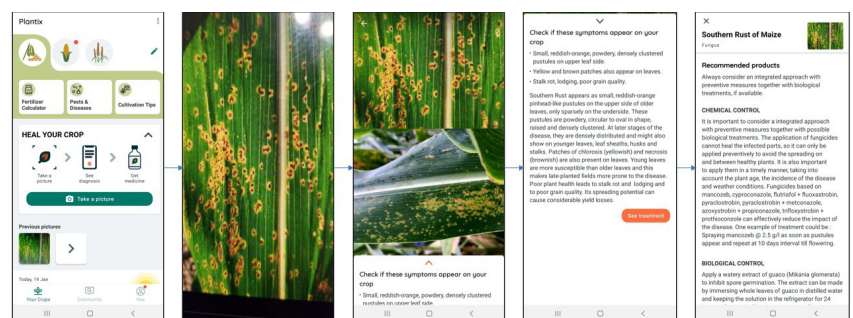 Plantix
Fertilizer
Calculator
Pests &
Diseases
Cultivation Tips
HEAL YOUR CROP
Take a
picture
See
diagnosis
Get
medicine
Take a picture
Previous pictures
Today, 19 Jan
Your Crops
Community
You
Check if these symptoms appear on your
crop
• Small, reddish-orange, powdery, densely clustered
pustules on upper leaf side.
Check if these symptoms appear on your
crop
• Small, reddish-orange, powdery, densely clustered
pustules on upper leaf side.
• Yellow and brown patches also appear on leaves.
• Stalk rot, lodging, poor grain quality.
Southern Rust appears as small, reddish-orange
pinhead-like pustules on the upper side of older
leaves, only sparsely on the underside. These
pustules are powdery, circular to oval in shape,
raised and densely clustered. At later stages of the
disease, they are densely distributed and might also
show on younger leaves, leaf sheaths, husks and
stalks. Patches of chlorosis (yellowish) and necrosis
(brownish) are also present on leaves. Young leaves
are more susceptible than older leaves and this
makes late-planted fields more prone to the disease.
Poor plant health leads to stalk rot and lodging and
to poor grain quality. Its spreading potential can
cause considerable yield losses.
See treatment
Southern Rust of Maize
Fungus
Recommended products
Always consider an integrated approach with
preventive measures together with biological
treatments, if available.
CHEMICAL CONTROL
It is important to consider a integrated approach
with preventive measures together with possible
biological treatments. The application of fungicides
cannot heal the infected parts, so it can only be
applied preventively to avoid the spreading on
and between healthy plants. It is also important
to apply them in a timely manner, taking into
account the plant age, the incidence of the disease
and weather conditions. Fungicides based on
mancozeb, cyproconazole, flutriafol + fluoxastrobin,
pyraclostrobin, pyraclostrobin + metconazole,
azoxystrobin + propiconazole, trifloxystrobin +
prothioconazole can effectively reduce the impact of
the disease. One example of treatment could be :
Spraying mancozeb @ 2.5 g/l as soon as pustules
appear and repeat at 10 days interval till flowering.
BIOLOGICAL CONTROL
Apply a watery extract of guaco (Mikania glomerata)
to inhibit spore germination. The extract can be made
by immersing whole leaves of guaco in distilled water
and keeping the solution in the refrigerator for 24